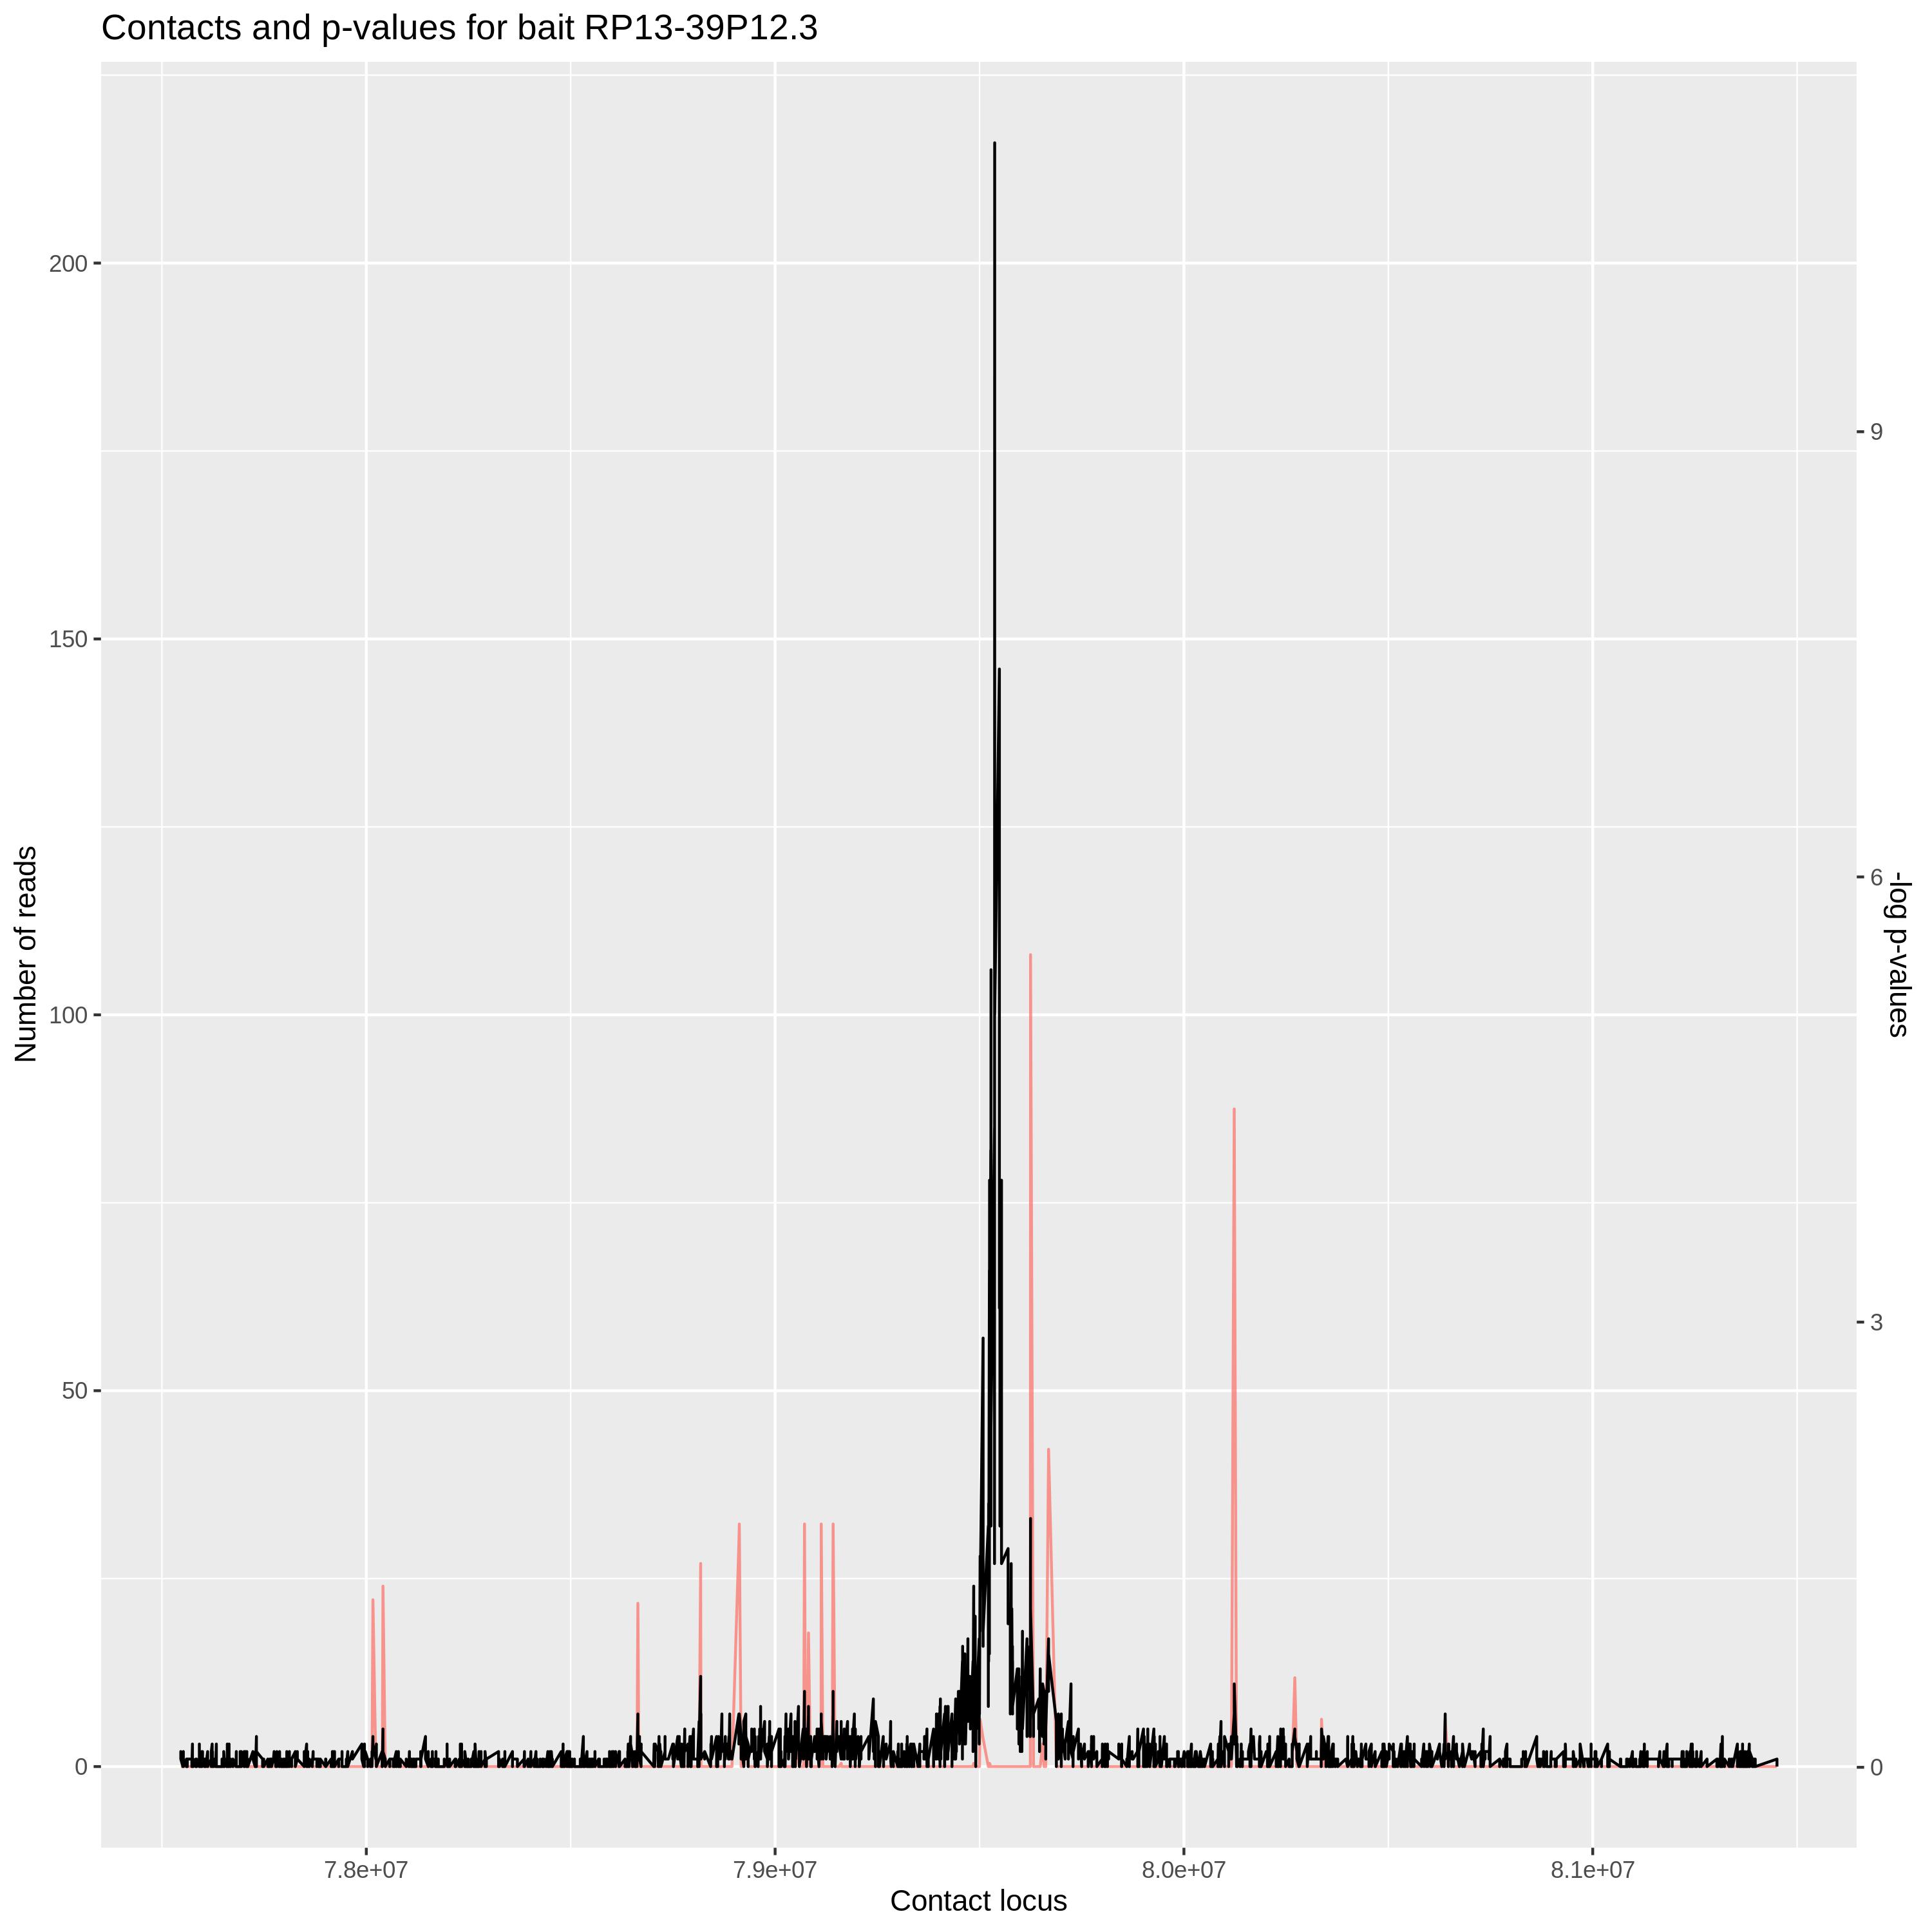 Contacts and p-values for bait RP13-39P12.3
200
150
100
50
0
Number of reads
9
6
3
0
-log p-values
7.8e+07
7.9e+07
8.0e+07
8.1e+07
Contact locus